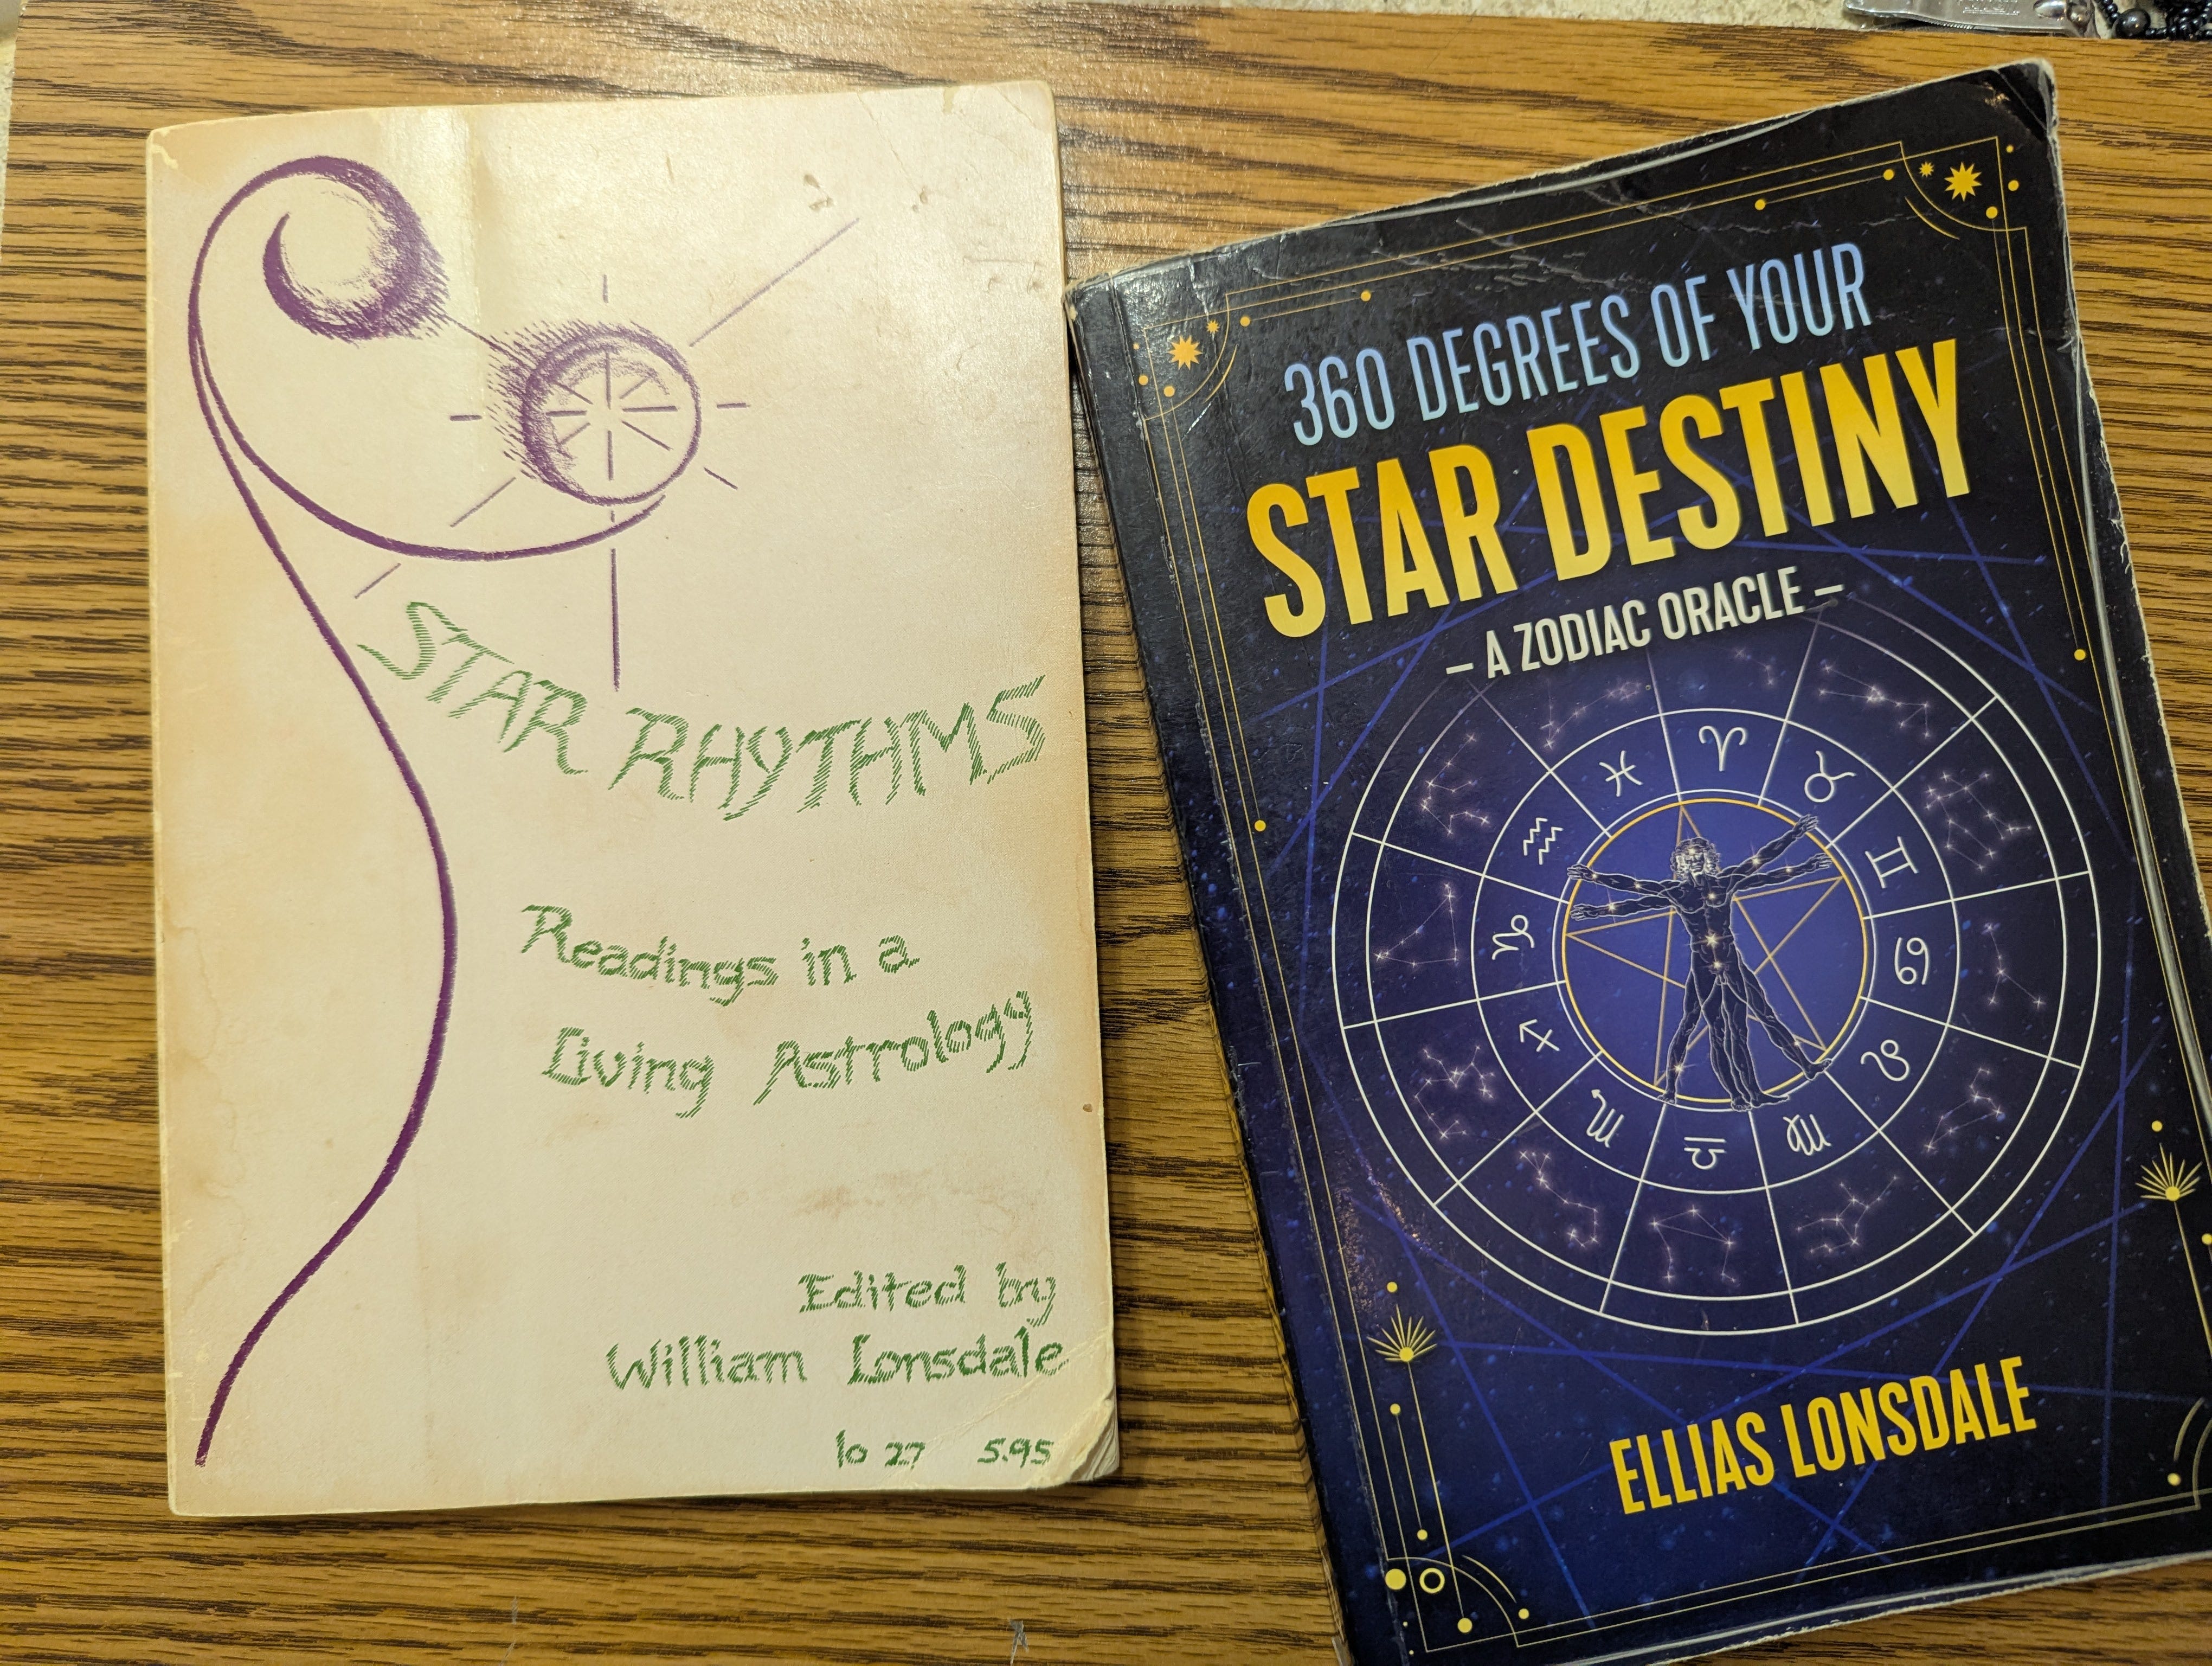 STAR RHYTHMS
Readings in a
Living Astrology
Edited by
William Lonsdale
lo 27 5.95
360 DEGREES OF YOUR
STAR DESTINY
– A ZODIAC ORACLE –
♈
♉
♊
♋
♌
♍
♎
♏
♐
♑
♒
♓
ELLIAS LONSDALE